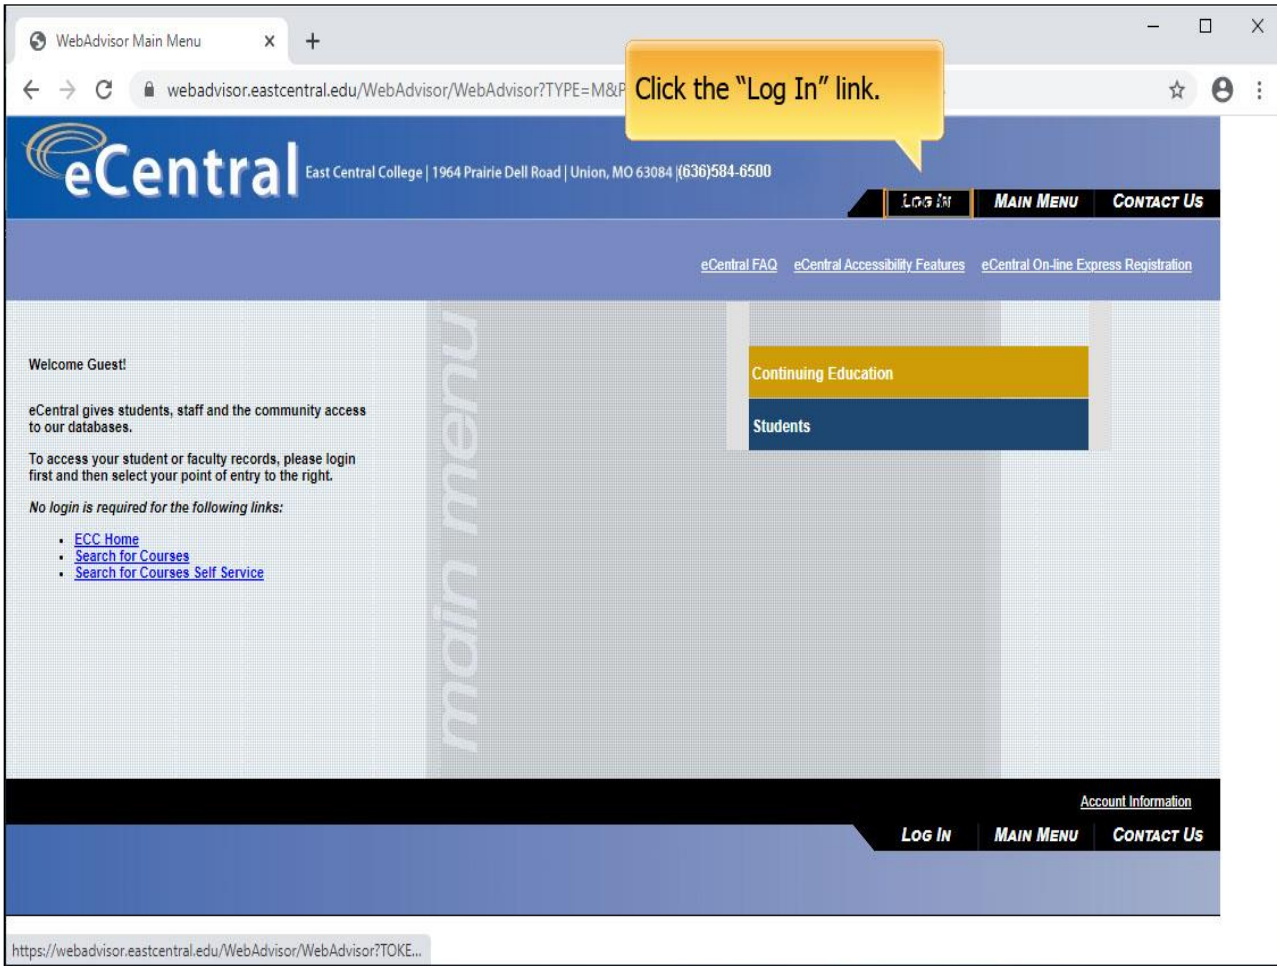 WebAdvisor Main Menu
webadvisor.eastcentral.edu/WebAdvisor/WebAdvisor?TYPE=M&P
Click the “Log In” link.
eCentral East Central College | 1964 Prairie Dell Road | Union, MO 63084 |(636)584-6500
LOG IN MAIN MENU CONTACT US
eCentral FAQ eCentral Accessibility Features eCentral On-line Express Registration
main menu
Welcome Guest!
eCentral gives students, staff and the community access
to our databases.
To access your student or faculty records, please login
first and then select your point of entry to the right.
No login is required for the following links:
ECC Home
Search for Courses
Search for Courses Self Service
Continuing Education
Students
Account Information
LOG IN MAIN MENU CONTACT US
https://webadvisor.eastcentral.edu/WebAdvisor/WebAdvisor?TOKE...